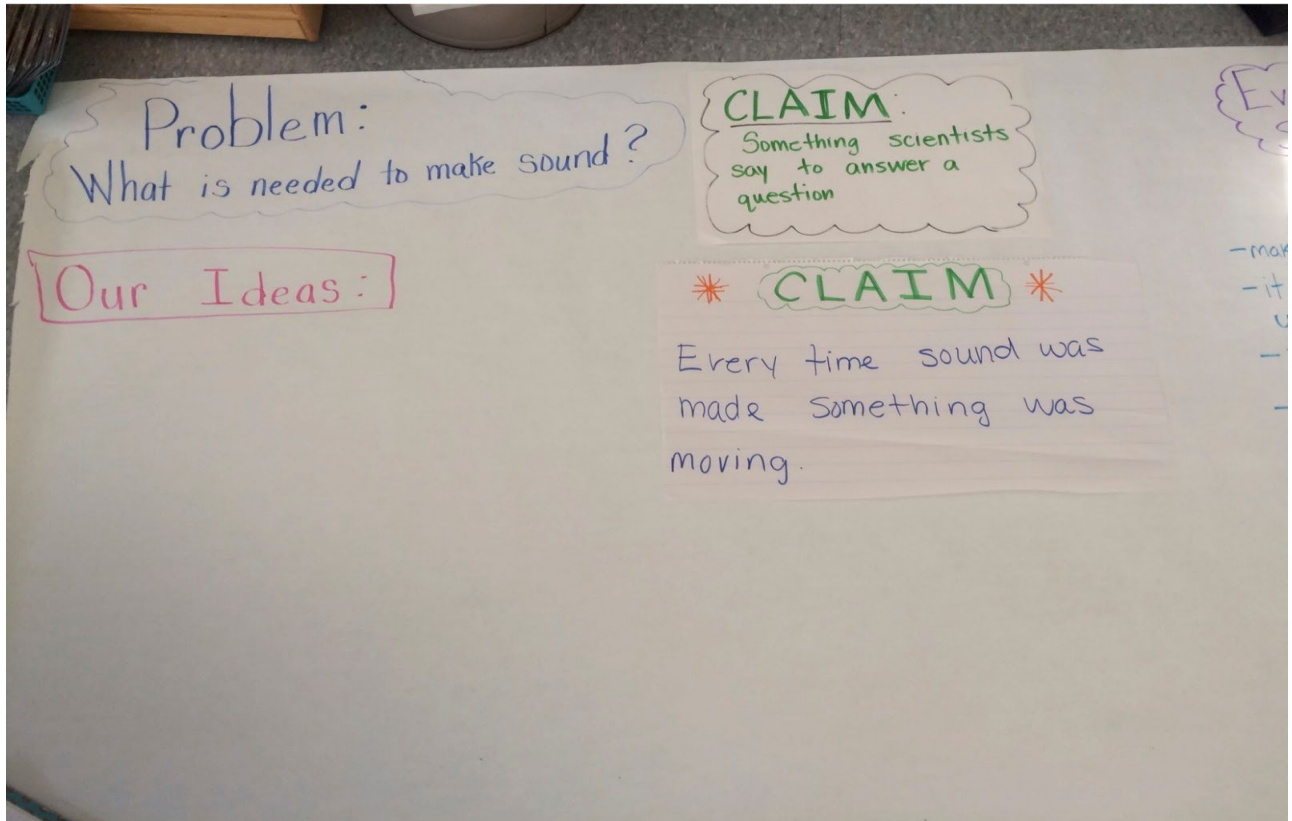 Problem:
What is needed to make sound?
Our Ideas:
CLAIM:
Something scientists
say to answer a
question
* CLAIM *
Every time sound was
made something was
moving.